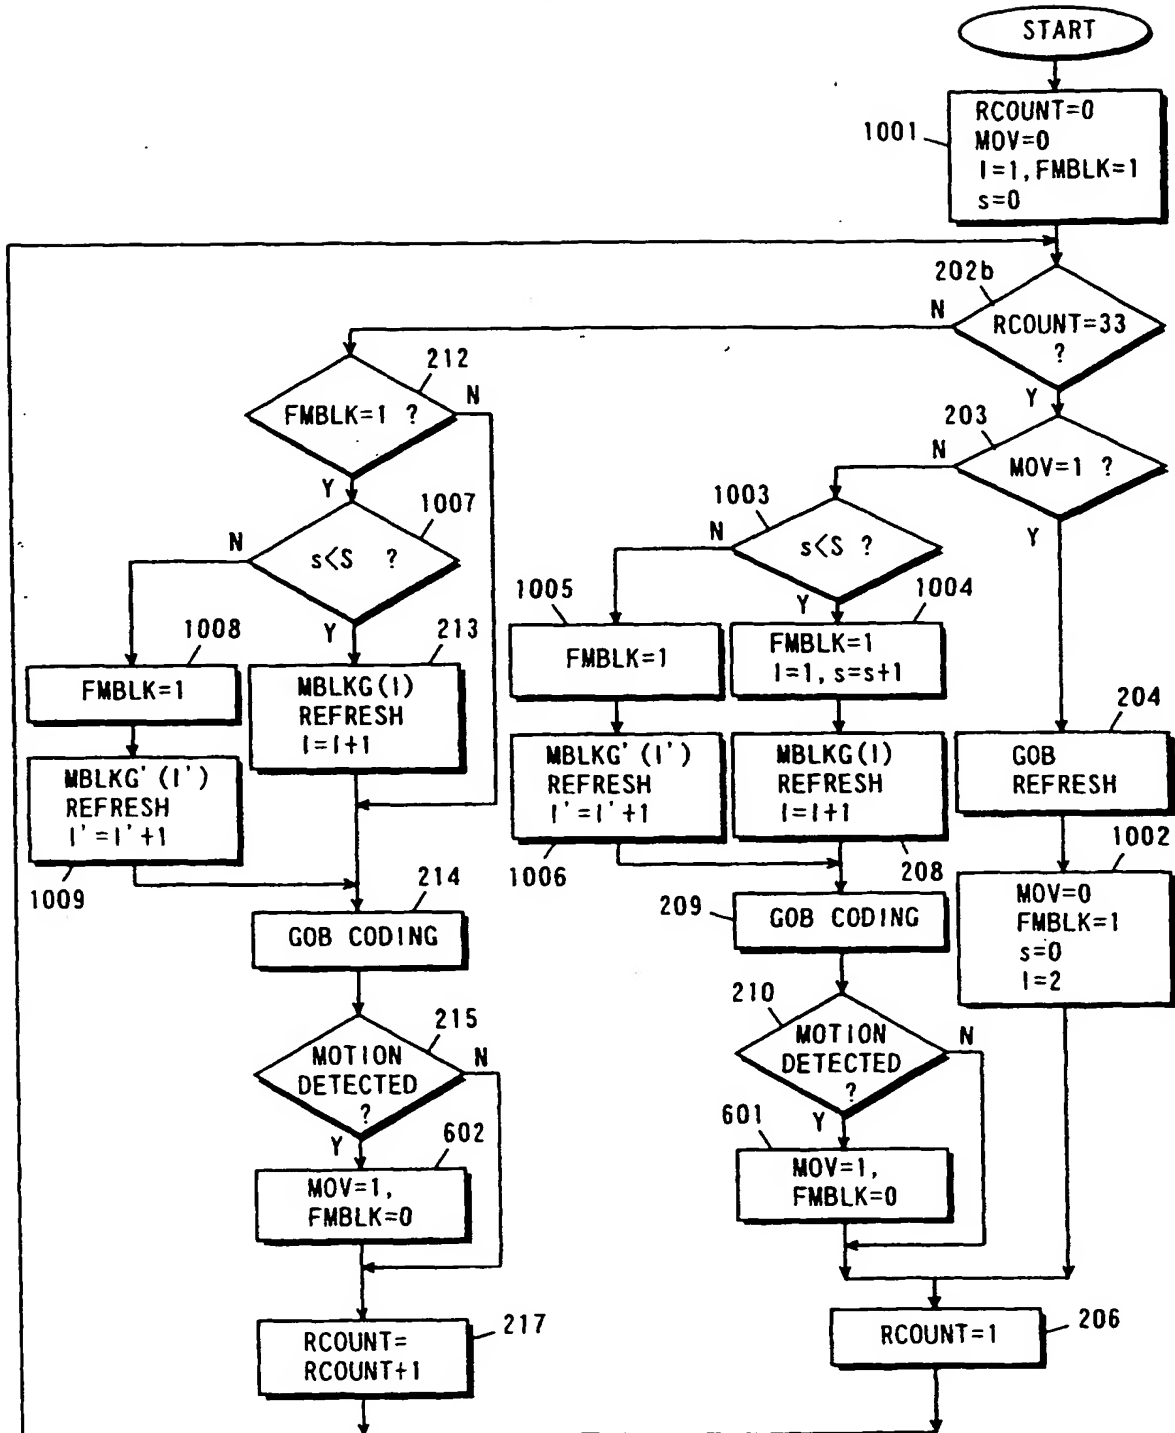 START
1001
RCOUNT=0
MOV=0
I=1,FMBLK=1
s=0
202b
N
RCOUNT=33
?
Y
212
FMBLK=1 ?
N
Y
203
N
MOV=1 ?
Y
1007
N
s<S ?
Y
1003
N
s<S ?
Y
1008
FMBLK=1
213
MBLKG(I)
REFRESH
I=I+1
1005
FMBLK=1
1004
FMBLK=1
I=1, s=s+1
204
GOB
REFRESH
MBLKG'(I')
REFRESH
I'=I'+1
1009
MBLKG'(I')
REFRESH
I'=I'+1
1006
MBLKG(I)
REFRESH
I=I+1
208
1002
MOV=0
FMBLK=1
s=0
I=2
214
GOB CODING
209
GOB CODING
215
MOTION
DETECTED
?
N
Y
210
MOTION
DETECTED
?
N
Y
602
MOV=1,
FMBLK=0
601
MOV=1,
FMBLK=0
RCOUNT=
RCOUNT+1
217
RCOUNT=1
206